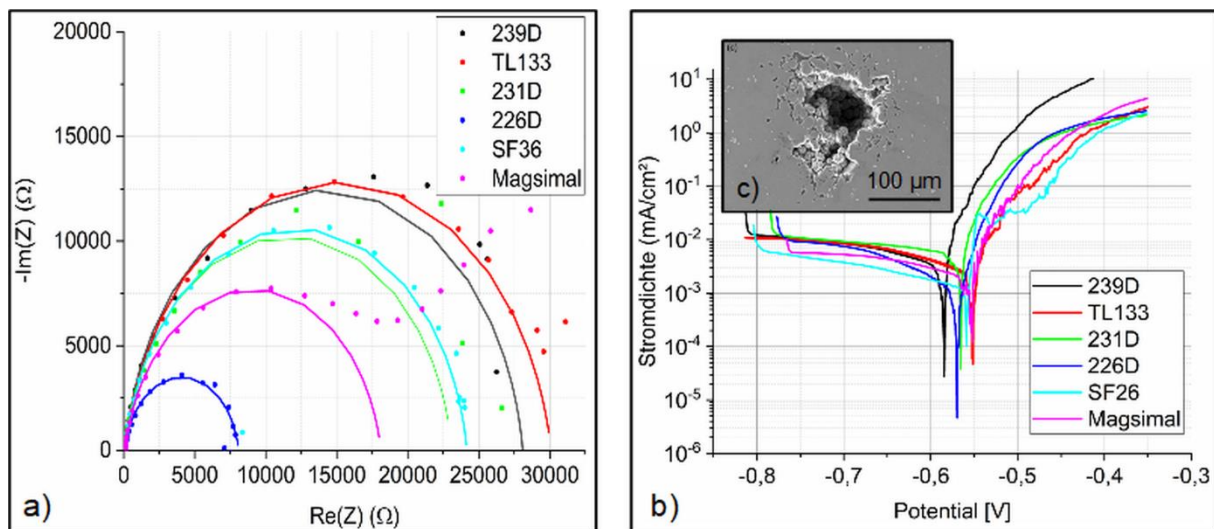 20000
15000
10000
5000
0
-Im(Z) (Ω)
239D
TL133
231D
226D
SF36
Magsimal
0 5000 10000 15000 20000 25000 30000
Re(Z) (Ω)
a)
10¹
10⁰
10⁻¹
10⁻²
10⁻³
10⁻⁴
10⁻⁵
10⁻⁶
Stromdichte (mA/cm²)
c)
100 µm
239D
TL133
231D
226D
SF26
Magsimal
-0,8 -0,7 -0,6 -0,5 -0,4 -0,3
Potential [V]
b)